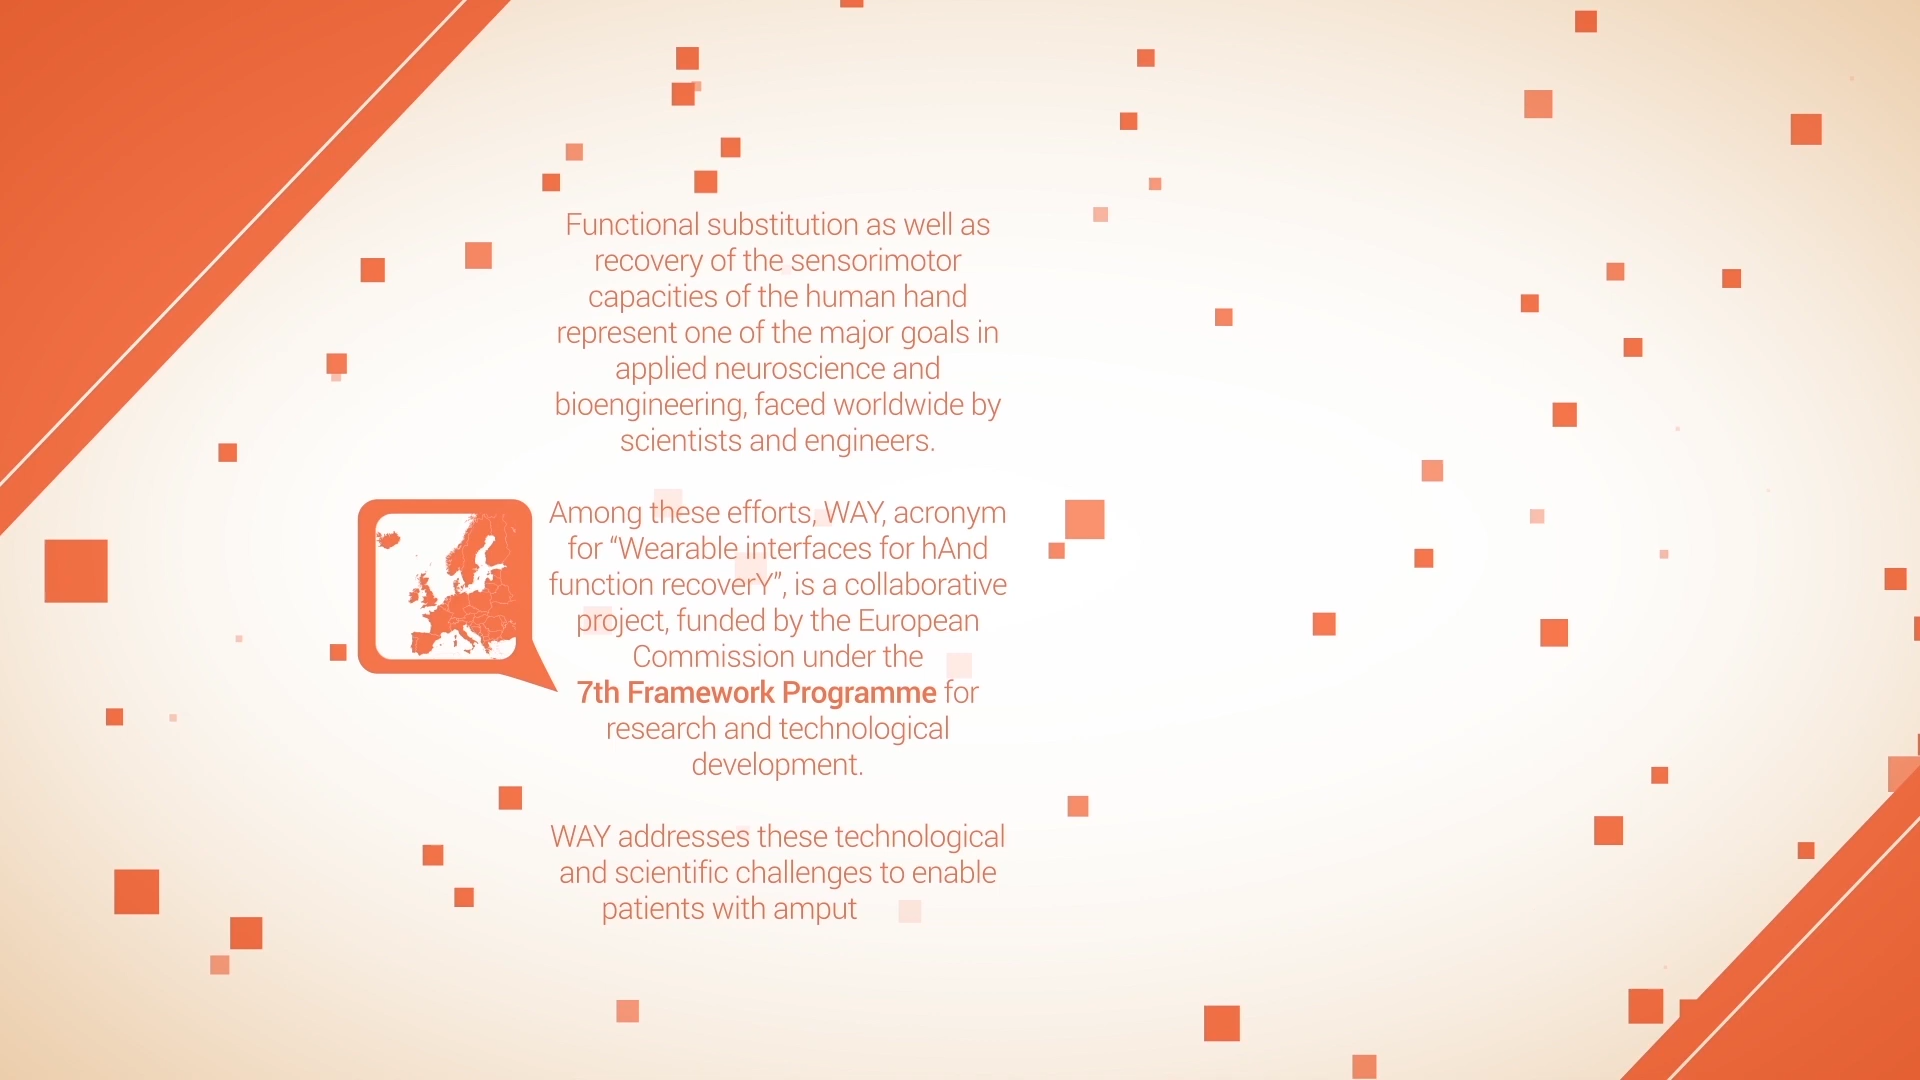 Functional substitution as well as
recovery of the sensorimotor
capacities of the human hand
represent one of the major goals in
applied neuroscience and
bioengineering, faced worldwide by
scientists and engineers.
Among these efforts, WAY, acronym
for “Wearable interfaces for hAnd
function recoverY”, is a collaborative
project, funded by the European
Commission under the
7th Framework Programme for
research and technological
development.
WAY addresses these technological
and scientific challenges to enable
patients with amput